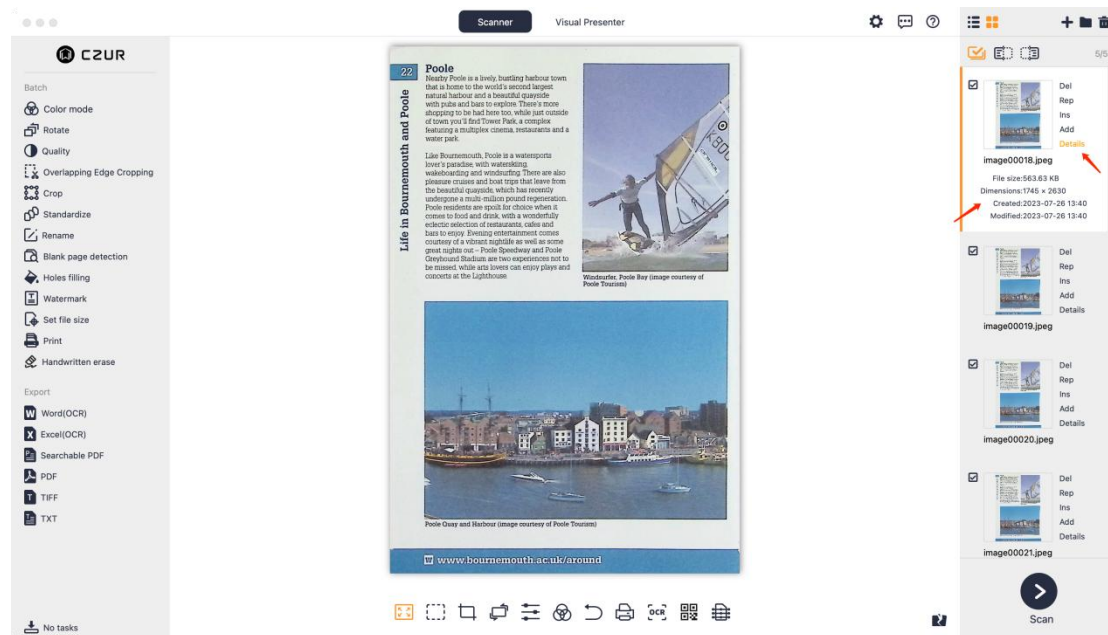 Scanner
Visual Presenter
CZUR
Batch
Color mode
Rotate
Quality
Overlapping Edge Cropping
Crop
Standardize
Rename
Blank page detection
Holes filling
Watermark
Set file size
Print
Handwritten erase
Export
Word(OCR)
Excel(OCR)
Searchable PDF
PDF
TIFF
TXT
No tasks
22
Life in Bournemouth and Poole
Poole
Nearby Poole is a lively, bustling harbour town
that is home to the world's second largest
natural harbour and a beautiful quayside
with pubs and bars to explore. There's more
shopping to be had here too, while just outside
of town you'll find Tower Park, a complex
featuring a multiplex cinema, restaurants and a
water park.
Like Bournemouth, Poole is a watersports
lover's paradise, with waterskiing,
wakeboarding and windsurfing. There are also
pleasure cruises and boat trips that leave from
the beautiful quayside, which has recently
undergone a multi-million pound regeneration.
Poole residents are spoilt for choice when it
comes to food and drink, with a wonderfully
eclectic selection of restaurants, cafes and
bars to enjoy. Evening entertainment comes
courtesy of a vibrant nightlife as well as some
great nights out – Poole Speedway and Poole
Greyhound Stadium are two experiences not to
be missed, while arts lovers can enjoy plays and
concerts at the Lighthouse.
Windsurfer, Poole Bay (image courtesy of
Poole Tourism)
Poole Quay and Harbour (image courtesy of Poole Tourism)
www.bournemouth.ac.uk/around
OCR
5/5
Del
Rep
Ins
Add
Details
image00018.jpeg
File size:563.63 KB
Dimensions:1745 × 2630
Created:2023-07-26 13:40
Modified:2023-07-26 13:40
Del
Rep
Ins
Add
Details
image00019.jpeg
Del
Rep
Ins
Add
Details
image00020.jpeg
Del
Rep
Ins
Add
Details
image00021.jpeg
Scan